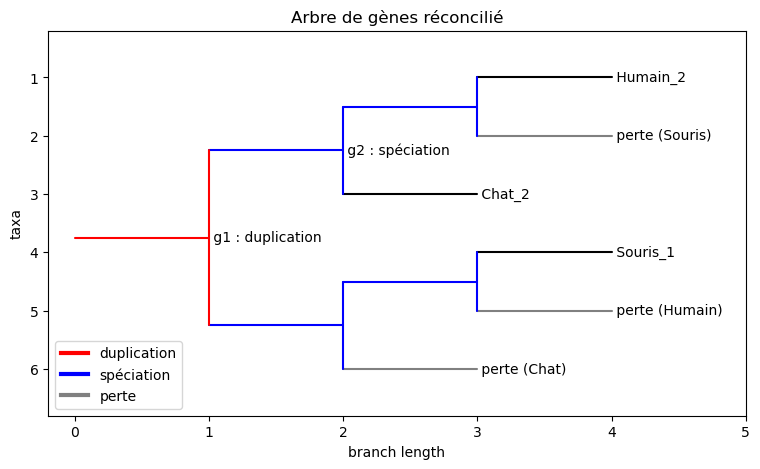 Arbre de gènes réconcilié
taxa
1
2
3
4
5
6
Humain_2
perte (Souris)
g2 : spéciation
Chat_2
g1 : duplication
Souris_1
perte (Humain)
perte (Chat)
duplication
spéciation
perte
0
1
2
3
4
5
branch length